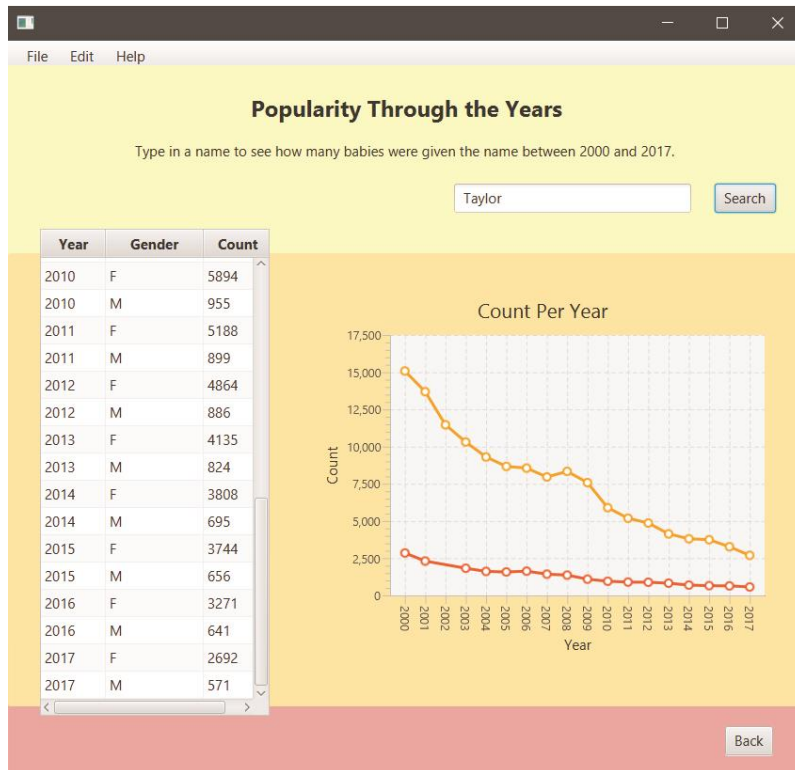 File Edit Help
Popularity Through the Years
Type in a name to see how many babies were given the name between 2000 and 2017.
Taylor Search
Year Gender Count
2010 F 5894
2010 M 955
2011 F 5188
2011 M 899
2012 F 4864
2012 M 886
2013 F 4135
2013 M 824
2014 F 3808
2014 M 695
2015 F 3744
2015 M 656
2016 F 3271
2016 M 641
2017 F 2692
2017 M 571
Count Per Year
17,500
15,000
12,500
10,000
7,500
5,000
2,500
0
Count
2000 2001 2002 2003 2004 2005 2006 2007 2008 2009 2010 2011 2012 2013 2014 2015 2016 2017
Year
Back